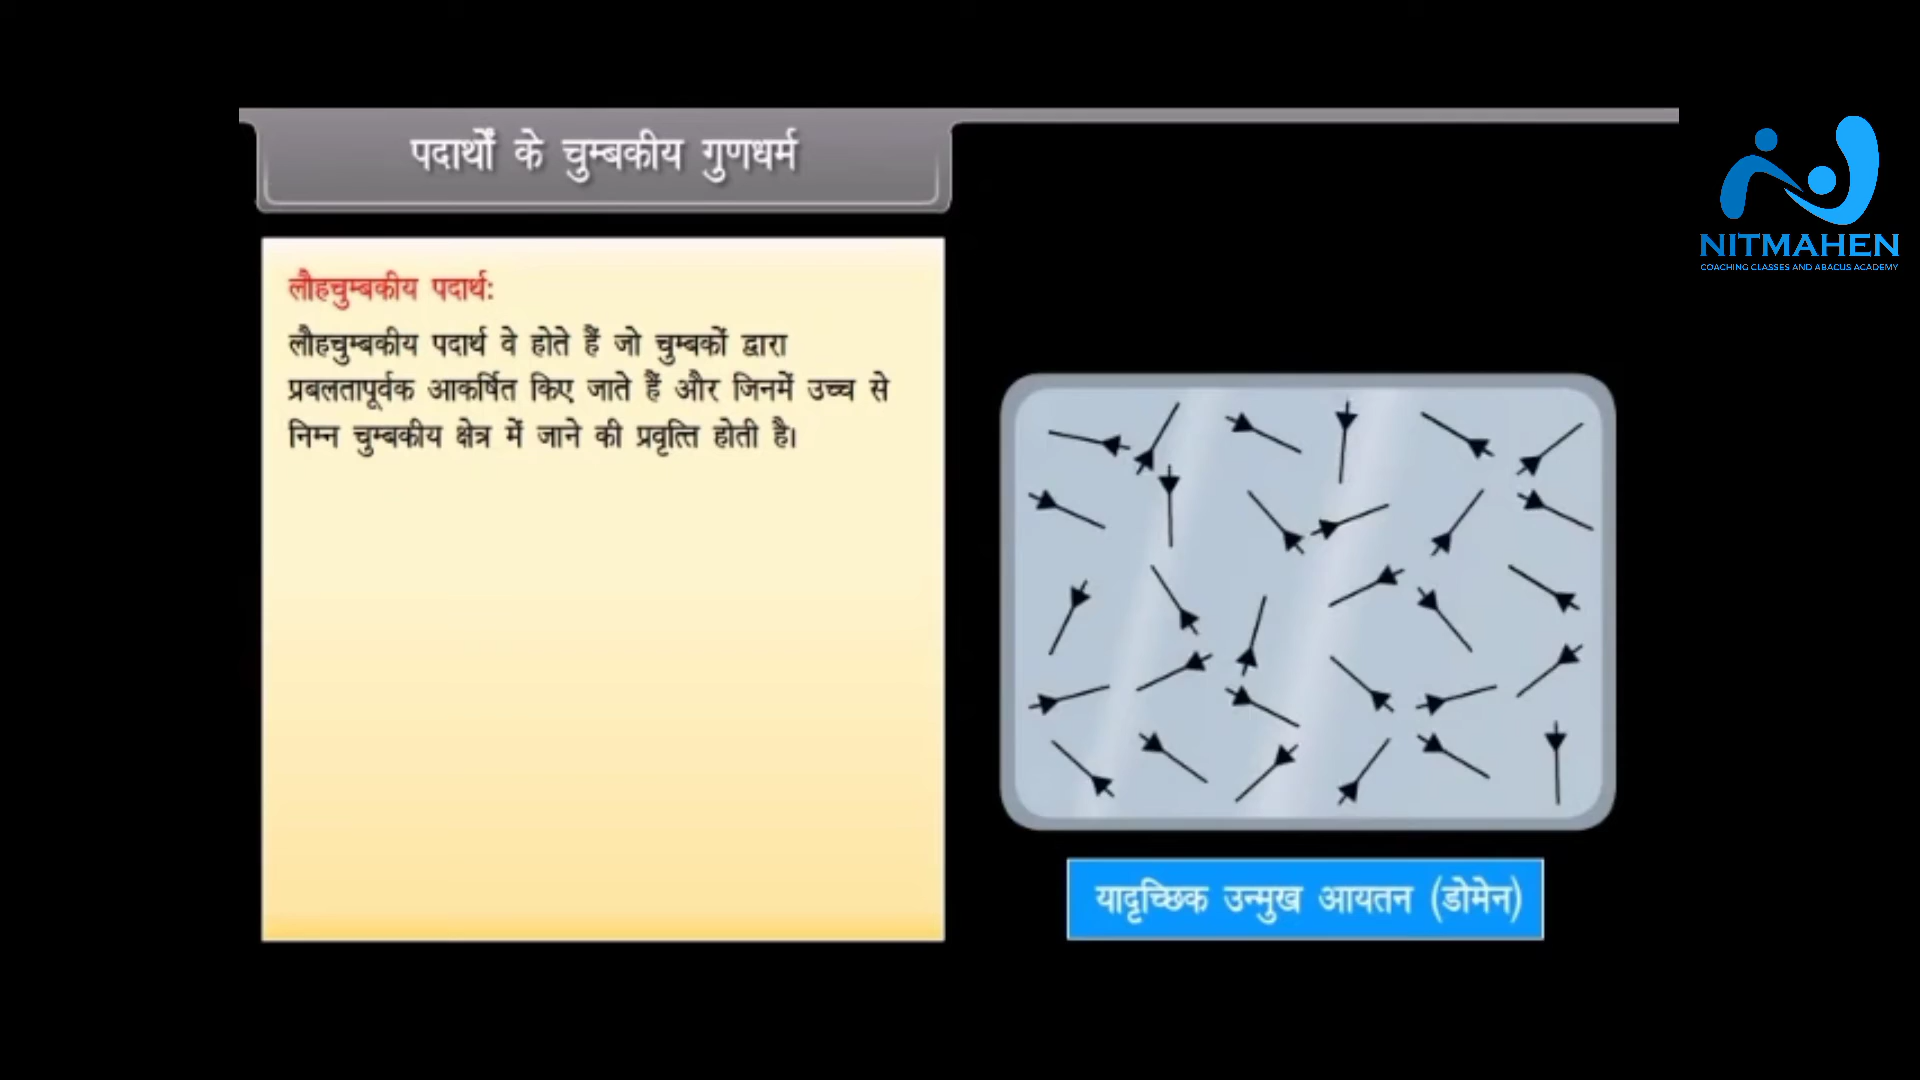 पदार्थों के चुम्बकीय गुणधर्म
NITMAHEN
COACHING CLASSES AND ABACUS ACADEMY
लौहचुम्बकीय पदार्थ:
लौहचुम्बकीय पदार्थ वे होते हैं जो चुम्बकों द्वारा
प्रबलतापूर्वक आकर्षित किए जाते हैं और जिनमें उच्च से
निम्न चुम्बकीय क्षेत्र में जाने की प्रवृत्ति होती है।
यादृच्छिक उन्मुख आयतन (डोमेन)